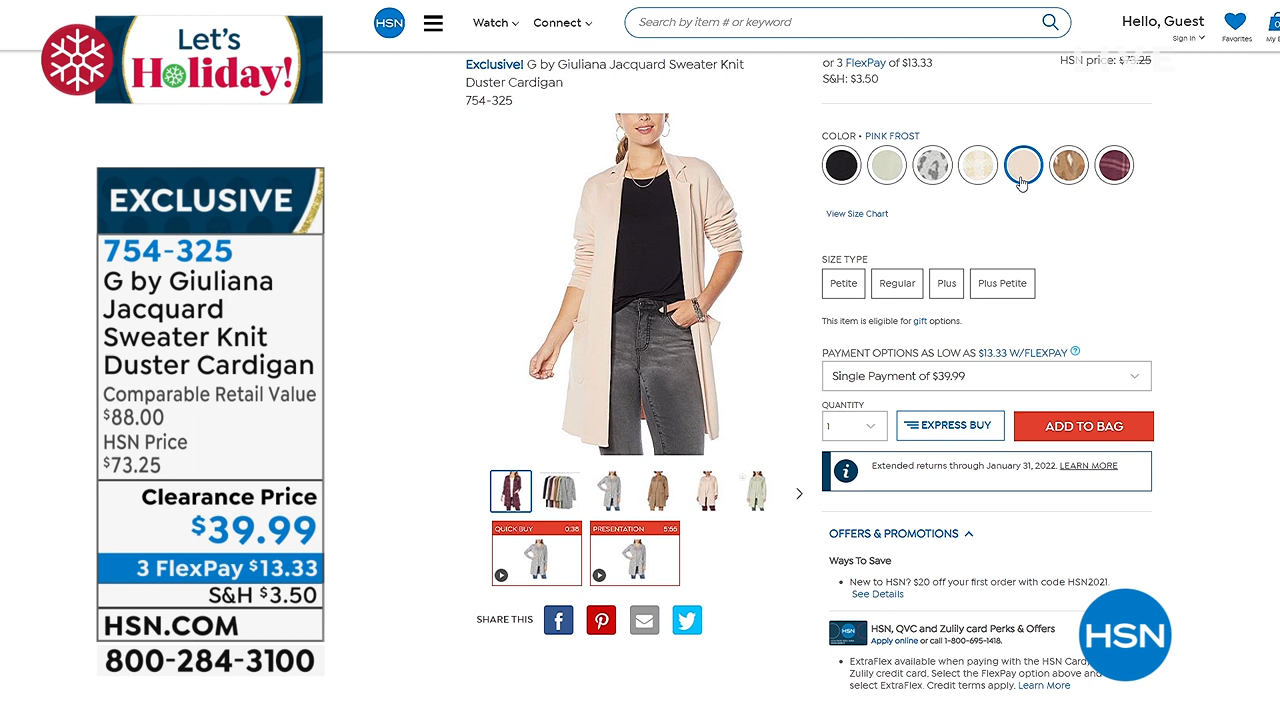 Let's
Holiday!
HSN
Watch
Connect
Search by item # or keyword
Hello, Guest
Sign In
Favorites
EXCLUSIVE
754-325
G by Giuliana
Jacquard
Sweater Knit
Duster Cardigan
Comparable Retail Value
$88.00
HSN Price
$73.25
Clearance Price
$39.99
3 FlexPay $13.33
S&H $3.50
HSN.COM
800-284-3100
Exclusive! G by Giuliana Jacquard Sweater Knit
Duster Cardigan
754-325
QUICK BUY 0:38
PRESENTATION 5:56
SHARE THIS
or 3 FlexPay of $13.33
HSN price: $73.25
S&H: $3.50
COLOR • PINK FROST
View Size Chart
SIZE TYPE
Petite
Regular
Plus
Plus Petite
This item is eligible for gift options.
PAYMENT OPTIONS AS LOW AS $13.33 W/FLEXPAY
Single Payment of $39.99
QUANTITY
1
EXPRESS BUY
ADD TO BAG
Extended returns through January 31, 2022. LEARN MORE
OFFERS & PROMOTIONS
Ways To Save
• New to HSN? $20 off your first order with code HSN2021.
See Details
HSN, QVC and Zulily card Perks & Offers
Apply online or call 1-800-695-1418.
• ExtraFlex available when paying with the HSN Card,
Zulily credit card. Select the FlexPay option above and
select ExtraFlex. Credit terms apply. Learn More
HSN